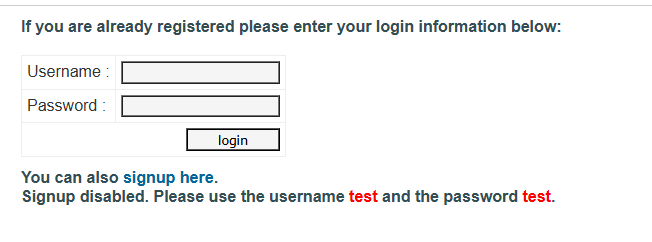 If you are already registered please enter your login information below:
Username :
Password :
login
You can also signup here.
Signup disabled. Please use the username test and the password test.